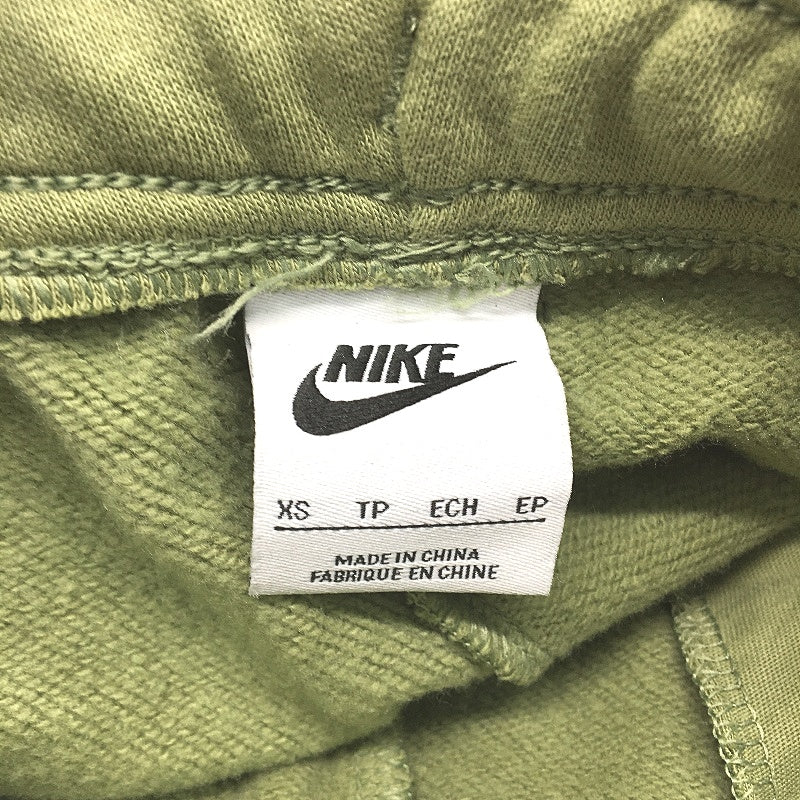 NIKE
XS TP ECH EP
MADE IN CHINA
FABRIQUE EN CHINE